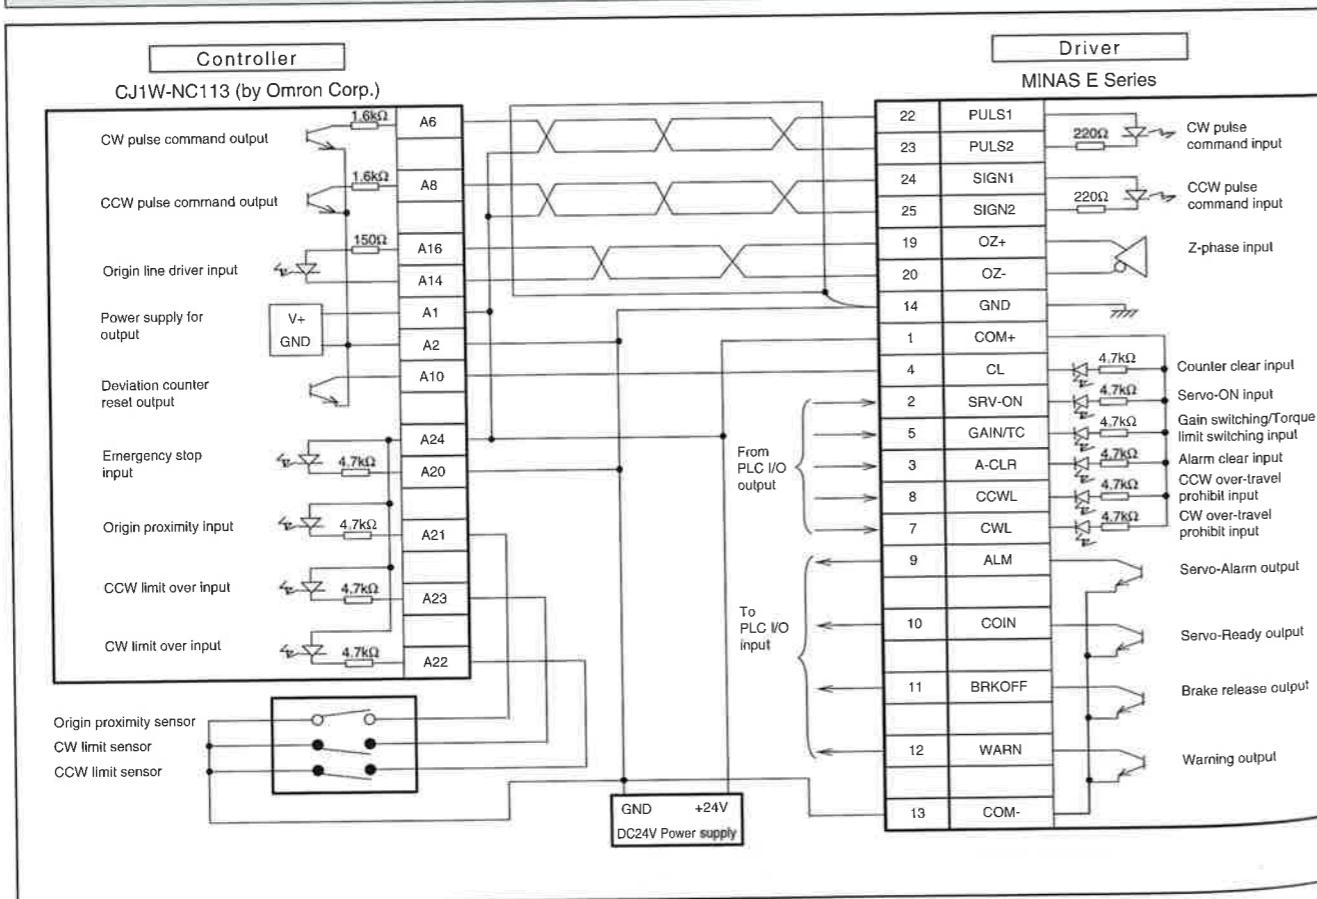 Controller
CJ1W-NC113 (by Omron Corp.)
Driver
MINAS E Series
CW pulse command output
1.6kΩ
A6
CCW pulse command output
1.6kΩ
A8
Origin line driver input
150Ω
A16
A14
Power supply for
output
V+
GND
A1
A2
Deviation counter
reset output
A10
A24
Emergency stop
input
4.7kΩ
A20
Origin proximity input
4.7kΩ
A21
CCW limit over input
4.7kΩ
A23
CW limit over input
4.7kΩ
A22
Origin proximity sensor
CW limit sensor
CCW limit sensor
GND +24V
DC24V Power supply
From
PLC I/O
output
To
PLC I/O
input
22 PULS1
23 PULS2
220Ω
CW pulse
command input
24 SIGN1
25 SIGN2
220Ω
CCW pulse
command input
19 OZ+
20 OZ-
Z-phase input
14 GND
1 COM+
4 CL
4.7kΩ
Counter clear input
2 SRV-ON
4.7kΩ
Servo-ON input
5 GAIN/TC
4.7kΩ
Gain switching/Torque
limit switching input
3 A-CLR
4.7kΩ
Alarm clear input
8 CCWL
4.7kΩ
CCW over-travel
prohibit input
7 CWL
4.7kΩ
CW over-travel
prohibit input
9 ALM
Servo-Alarm output
10 COIN
Servo-Ready output
11 BRKOFF
Brake release output
12 WARN
Warning output
13 COM-